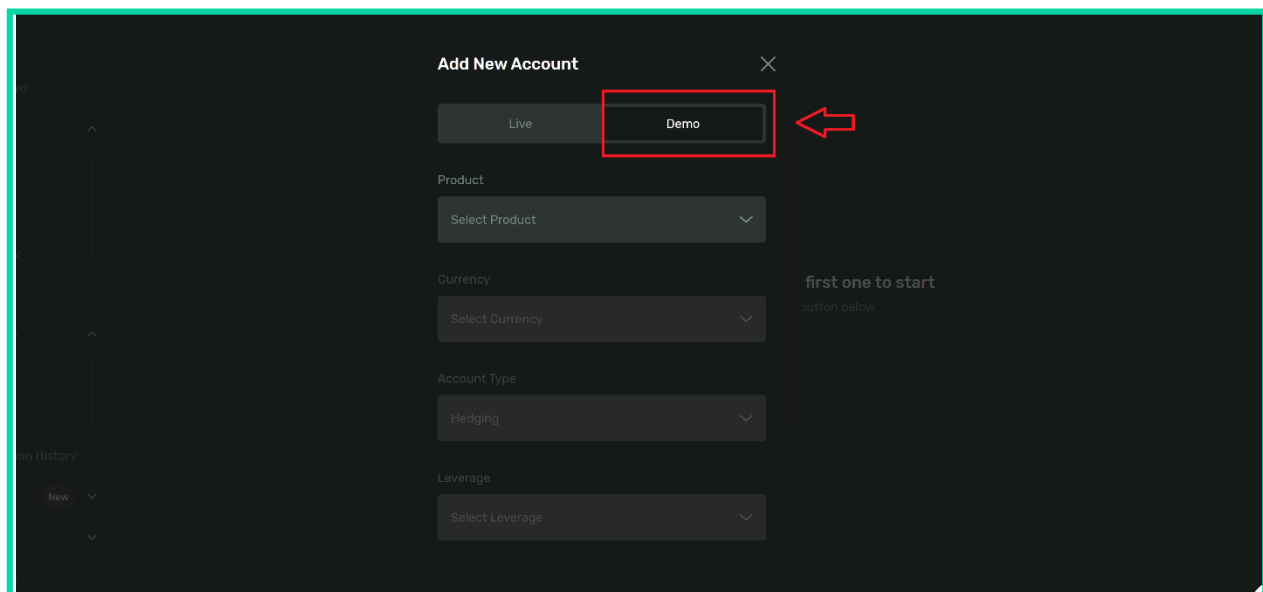 Add New Account
Live
Demo
Product
Select Product
Currency
Select Currency
first one to start
button below
Account Type
Hedging
Leverage
Select Leverage
History
New